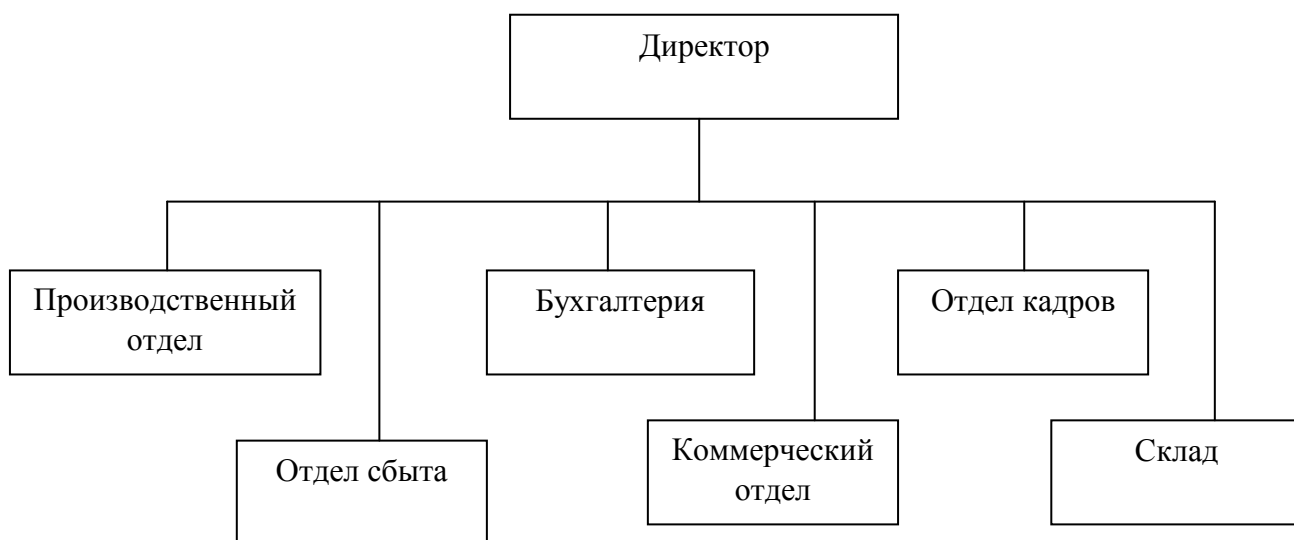 Директор
Производственный
отдел
Бухгалтерия
Отдел кадров
Отдел сбыта
Коммерческий
отдел
Склад